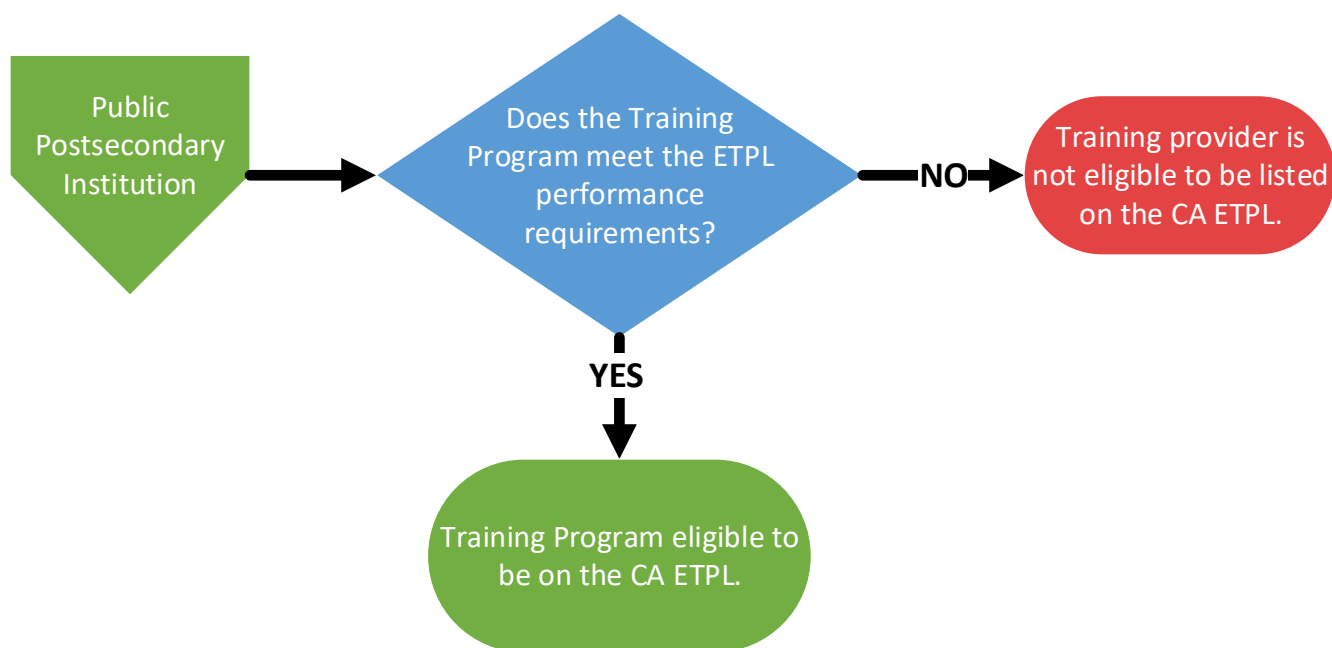 Public
Postsecondary
Institution
Does the Training
Program meet the ETPL
performance
requirements?
NO
Training provider is
not eligible to be listed
on the CA ETPL.
YES
Training Program eligible to
be on the CA ETPL.